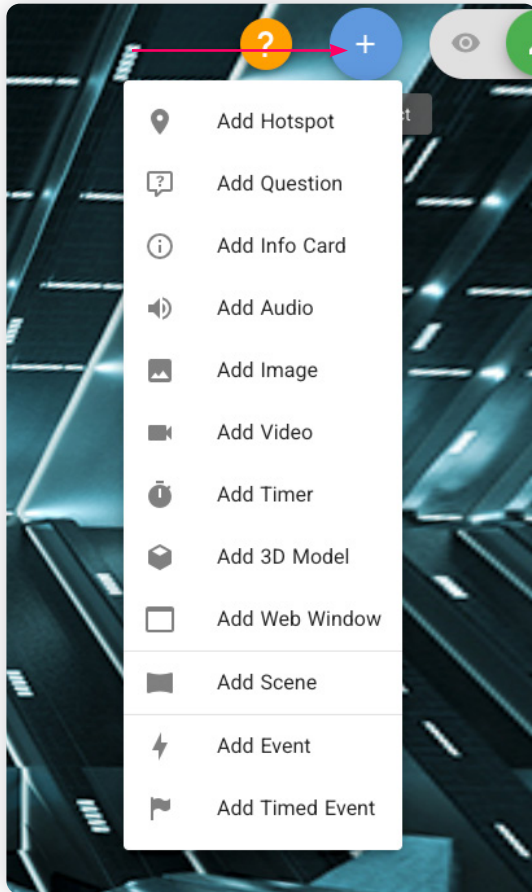 ?
+
Add Hotspot
Add Question
Add Info Card
Add Audio
Add Image
Add Video
Add Timer
Add 3D Model
Add Web Window
Add Scene
Add Event
Add Timed Event